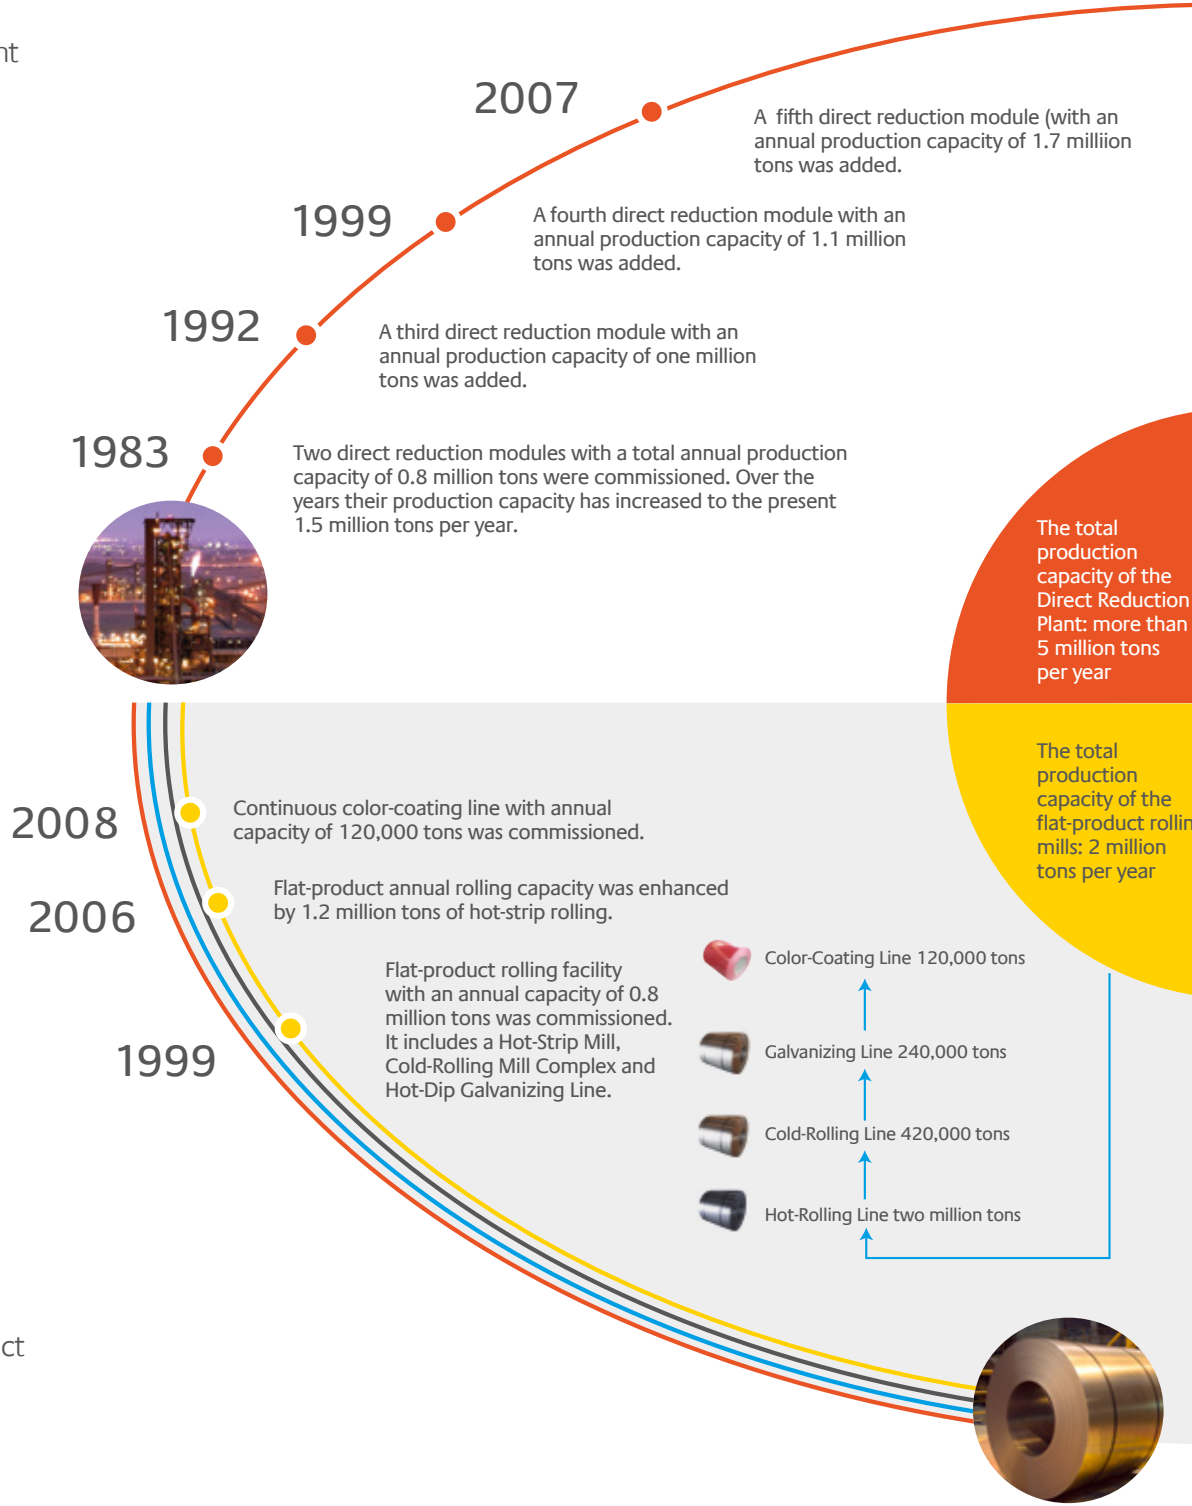 2007
A fifth direct reduction module (with an
annual production capacity of 1.7 milliion
tons was added.
1999
A fourth direct reduction module with an
annual production capacity of 1.1 million
tons was added.
1992
A third direct reduction module with an
annual production capacity of one million
tons was added.
1983
Two direct reduction modules with a total annual production
capacity of 0.8 million tons were commissioned. Over the
years their production capacity has increased to the present
1.5 million tons per year.
The total
production
capacity of the
Direct Reduction
Plant: more than
5 million tons
per year
The total
production
capacity of the
flat-product rollin
mills: 2 million
tons per year
2008
Continuous color-coating line with annual
capacity of 120,000 tons was commissioned.
2006
Flat-product annual rolling capacity was enhanced
by 1.2 million tons of hot-strip rolling.
1999
Flat-product rolling facility
with an annual capacity of 0.8
million tons was commissioned.
It includes a Hot-Strip Mill,
Cold-Rolling Mill Complex and
Hot-Dip Galvanizing Line.
Color-Coating Line 120,000 tons
Galvanizing Line 240,000 tons
Cold-Rolling Line 420,000 tons
Hot-Rolling Line two million tons